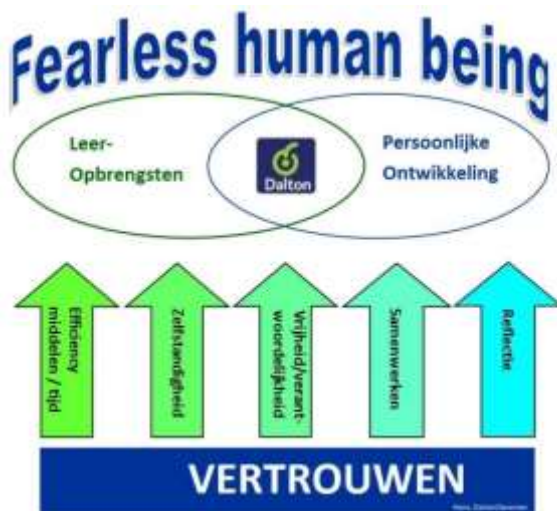 Fearless human being
Leer-
Opbrengsten
Dalton
Persoonlijke
Ontwikkeling
Efficiency
middelen / tijd
Zelfstandigheid
Vrijheid/verant-
woordelijkheid
Samenwerken
Reflectie
VERTROUWEN